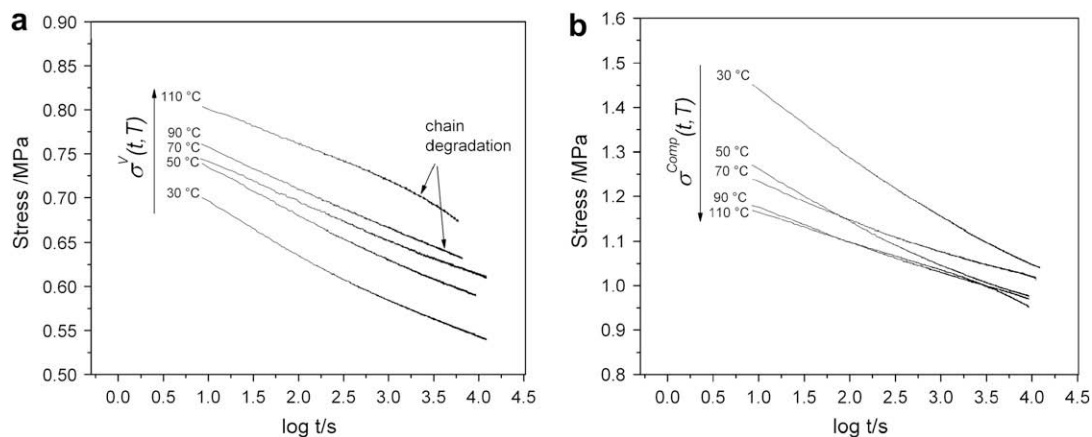 a
0.90
0.85
0.80
0.75
0.70
0.65
0.60
0.55
0.50
Stress /MPa
σ^V(t,T)
110 °C
90 °C
70 °C
50 °C
30 °C
chain
degradation
0.0 0.5 1.0 1.5 2.0 2.5 3.0 3.5 4.0 4.5
log t/s
b
1.6
1.5
1.4
1.3
1.2
1.1
1.0
0.9
0.8
Stress /MPa
σ^Comp(t,T)
30 °C
50 °C
70 °C
90 °C
110 °C
0.0 0.5 1.0 1.5 2.0 2.5 3.0 3.5 4.0 4.5
log t/s